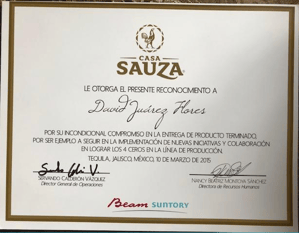 CASA
SAUZA
LE OTORGA EL PRESENTE RECONOCIMIENTO A
David Juárez Flores
POR SU INCONDICIONAL COMPROMISO EN LA ENTREGA DE PRODUCTO TERMINADO,
POR SER EJEMPLO A SEGUIR EN LA IMPLEMENTACIÓN DE NUEVAS INICIATIVAS Y COLABORACIÓN
EN LOGRAR LOS 4 CEROS EN LA LÍNEA DE PRODUCCIÓN.
TEQUILA, JALISCO, MÉXICO, 10 DE MARZO DE 2015
SERVANDO CALDERÓN VÁZQUEZ
Director General de Operaciones
NANCY BEATRIZ MONTOYA SÁNCHEZ
Directora de Recursos Humanos
Beam SUNTORY